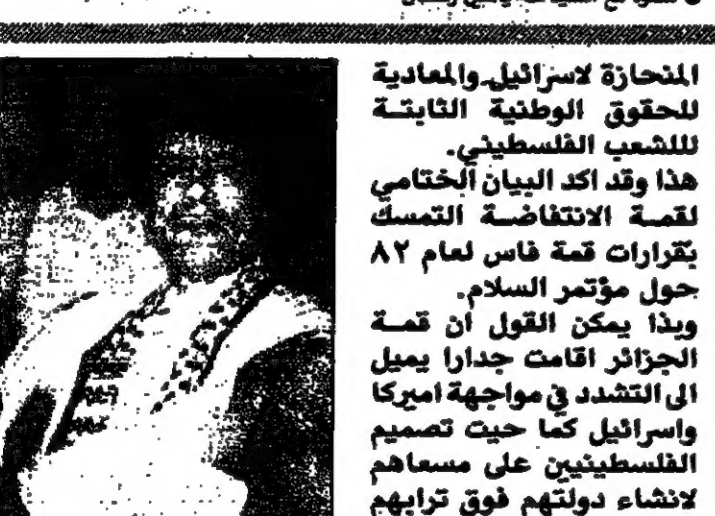 المنحازة لاسرائيل والمعادية
للحقوق الوطنية الثابتة
للشعب الفلسطيني.
هذا وقد اكد البيان الختامي
لقمة الانتفاضة التمسك
بقرارات قمة فاس لعام ٨٢
حول مؤتمر السلام.
وبذا يمكن القول ان قمة
الجزائر اقامت جدارا يميل
الى التشدد في مواجهة اميركا
واسرائيل كما حيت تصميم
الفلسطينيين على مسعاهم
لانشاء دولتهم فوق ترابهم